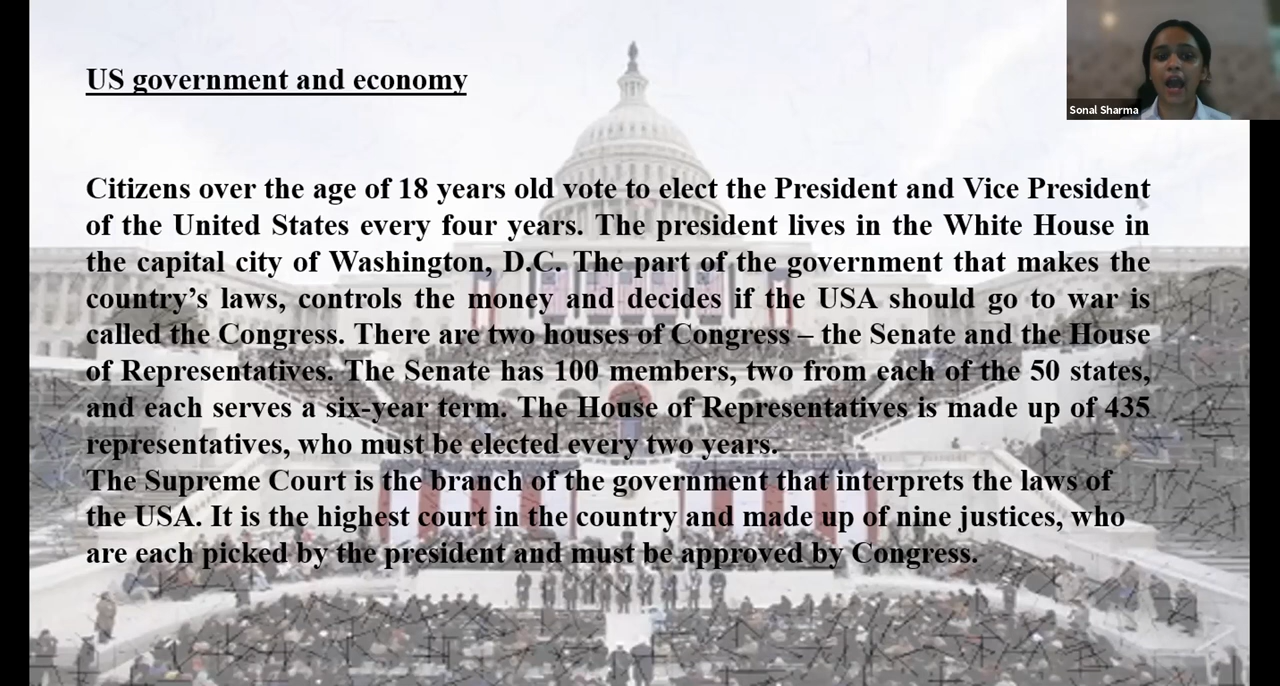 US government and economy
Sonal Sharma
Citizens over the age of 18 years old vote to elect the President and Vice President
of the United States every four years. The president lives in the White House in
the capital city of Washington, D.C. The part of the government that makes the
country’s laws, controls the money and decides if the USA should go to war is
called the Congress. There are two houses of Congress – the Senate and the House
of Representatives. The Senate has 100 members, two from each of the 50 states,
and each serves a six-year term. The House of Representatives is made up of 435
representatives, who must be elected every two years.
The Supreme Court is the branch of the government that interprets the laws of
the USA. It is the highest court in the country and made up of nine justices, who
are each picked by the president and must be approved by Congress.